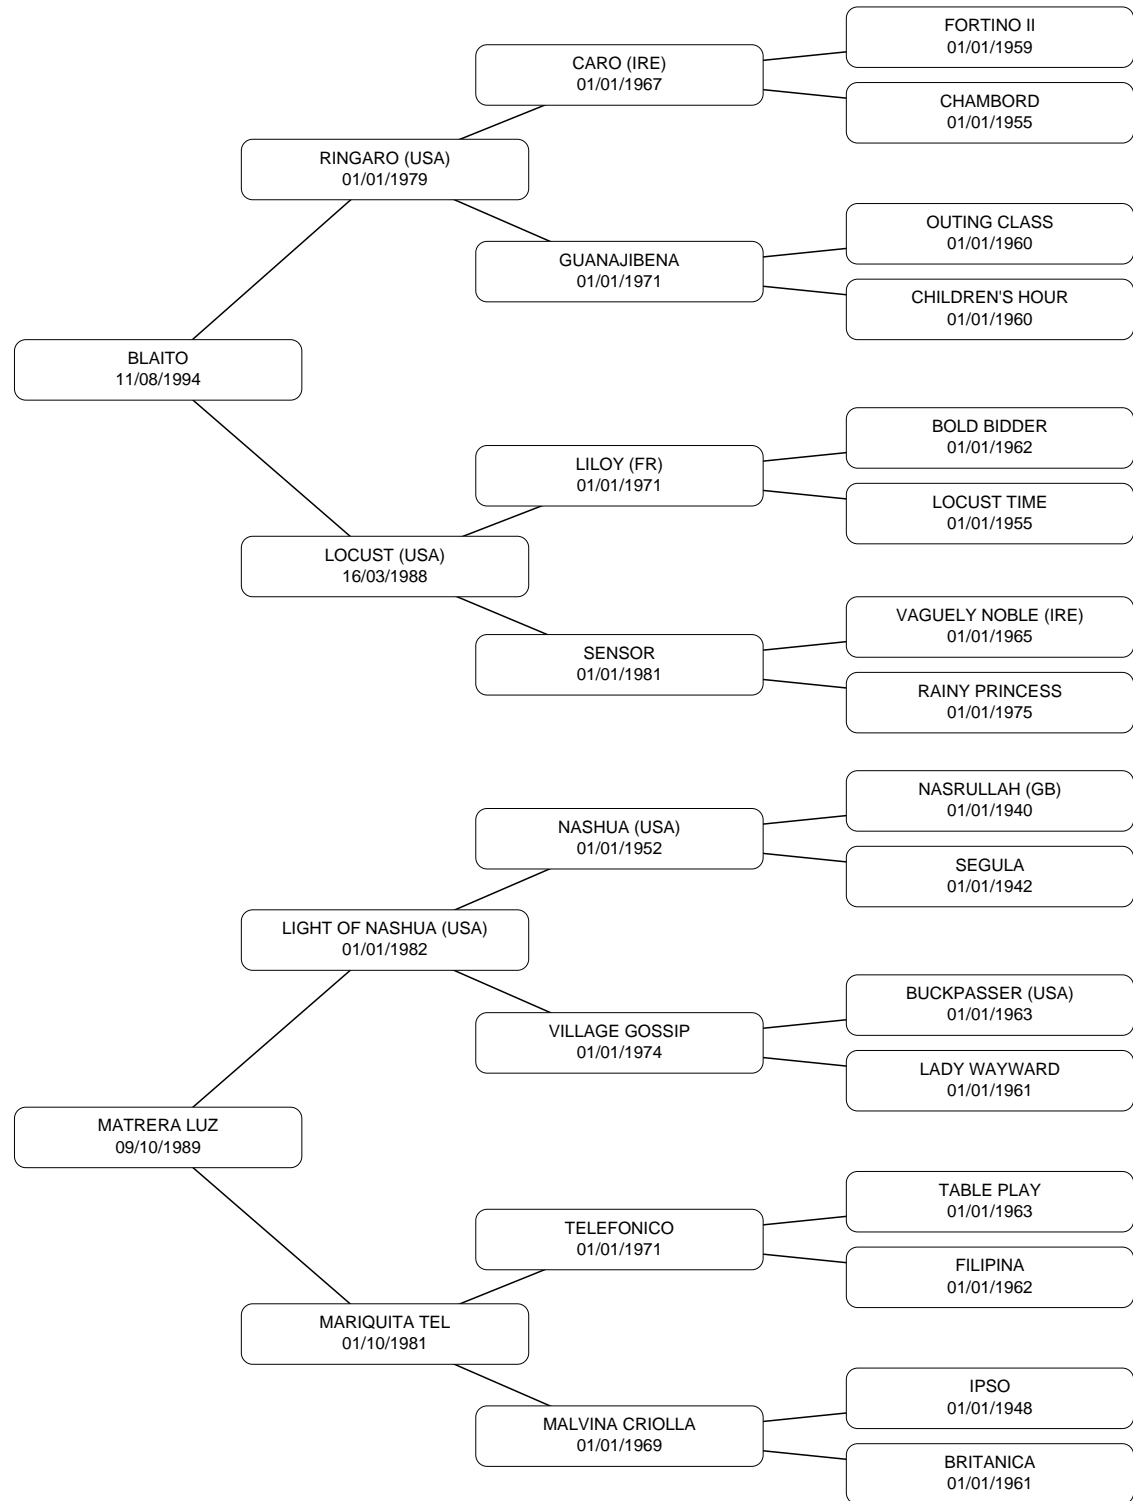 FORTINO II
01/01/1959
CARO (IRE)
01/01/1967
CHAMBORD
01/01/1955
RINGARO (USA)
01/01/1979
OUTING CLASS
01/01/1960
GUANAJIBENA
01/01/1971
CHILDREN'S HOUR
01/01/1960
BLAITO
11/08/1994
BOLD BIDDER
01/01/1962
LILOY (FR)
01/01/1971
LOCUST TIME
01/01/1955
LOCUST (USA)
16/03/1988
VAGUELY NOBLE (IRE)
01/01/1965
SENSOR
01/01/1981
RAINY PRINCESS
01/01/1975
NASRULLAH (GB)
01/01/1940
NASHUA (USA)
01/01/1952
SEGULA
01/01/1942
LIGHT OF NASHUA (USA)
01/01/1982
BUCKPASSER (USA)
01/01/1963
VILLAGE GOSSIP
01/01/1974
LADY WAYWARD
01/01/1961
MATRERA LUZ
09/10/1989
TABLE PLAY
01/01/1963
TELEFONICO
01/01/1971
FILIPINA
01/01/1962
MARIQUITA TEL
01/10/1981
IPSO
01/01/1948
MALVINA CRIOLLA
01/01/1969
BRITANICA
01/01/1961